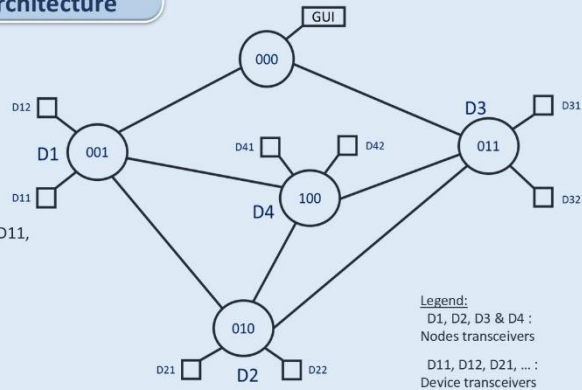 rchitecture
GUI
000
D12
D1
001
D11
D41
D42
D4
100
D3
011
D31
D32
D11,
010
D21
D2
D22
Legend:
D1, D2, D3 & D4 :
Nodes transceivers
D11, D12, D21, ... :
Device transceivers